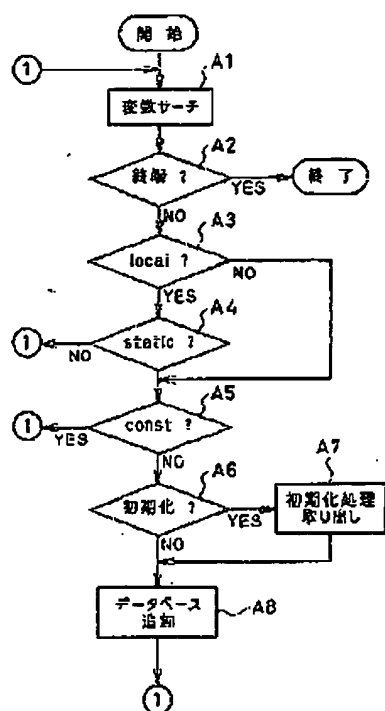 開始
1
A1
変数サーチ
A2
終端 ?
YES
終了
NO
A3
local ?
NO
YES
A4
static ?
1
NO
A5
const ?
1
YES
NO
A6
A7
初期化 ?
YES
初期化処理
取り出し
NO
データベース
追加
A8
1